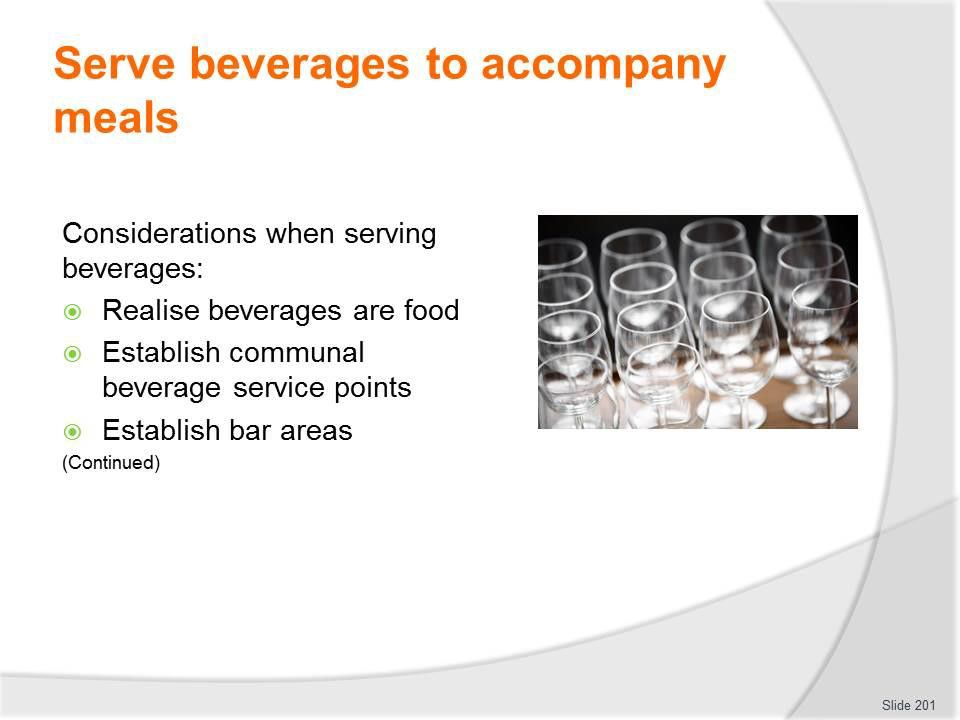 Serve beverages to accompany
meals
Considerations when serving
beverages:
Realise beverages are food
Establish communal
beverage service points
Establish bar areas
(Continued)
Slide 201